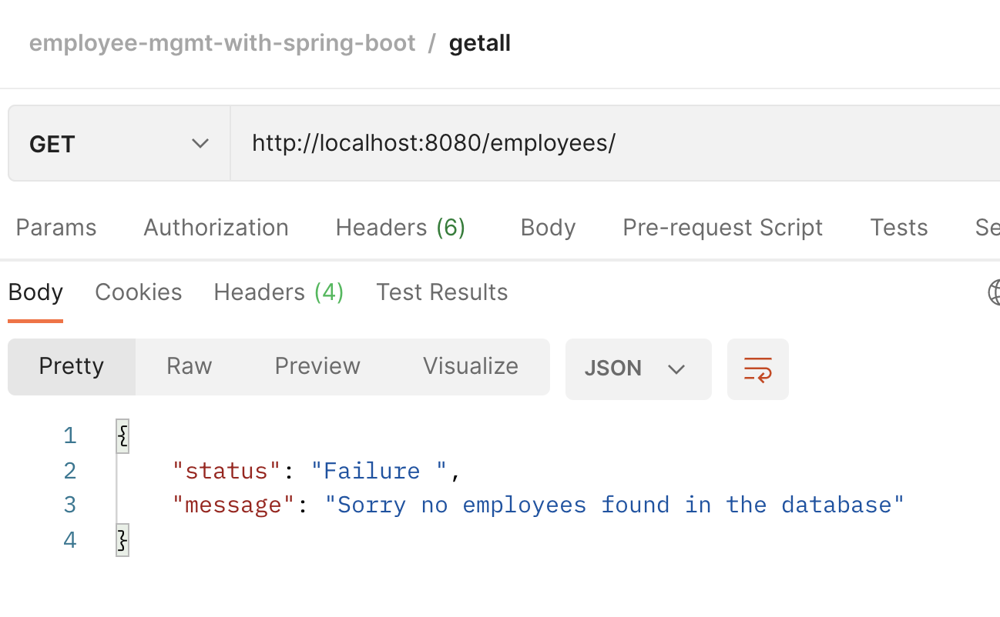 employee-mgmt-with-spring-boot / getall
GET http://localhost:8080/employees/
Params Authorization Headers (6) Body Pre-request Script Tests Se
Body Cookies Headers (4) Test Results
Pretty Raw Preview Visualize JSON
1 {
2 "status": "Failure ",
3 "message": "Sorry no employees found in the database"
4 }